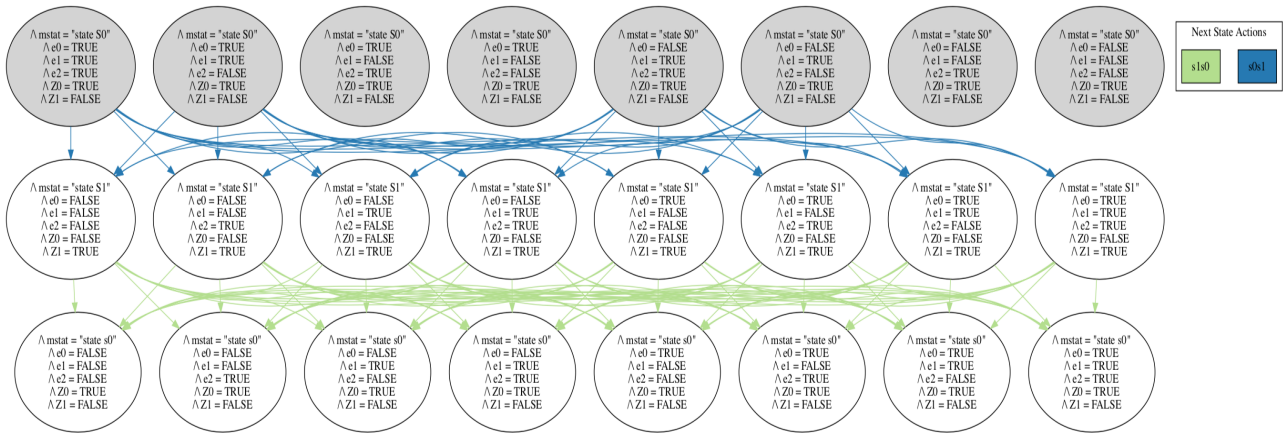 /\ mstat = "state S0"
/\ e0 = TRUE
/\ e1 = TRUE
/\ e2 = TRUE
/\ Z0 = TRUE
/\ Z1 = FALSE
/\ mstat = "state S0"
/\ e0 = TRUE
/\ e1 = TRUE
/\ e2 = FALSE
/\ Z0 = TRUE
/\ Z1 = FALSE
/\ mstat = "state S0"
/\ e0 = TRUE
/\ e1 = FALSE
/\ e2 = TRUE
/\ Z0 = TRUE
/\ Z1 = FALSE
/\ mstat = "state S0"
/\ e0 = TRUE
/\ e1 = FALSE
/\ e2 = FALSE
/\ Z0 = TRUE
/\ Z1 = FALSE
/\ mstat = "state S0"
/\ e0 = FALSE
/\ e1 = TRUE
/\ e2 = TRUE
/\ Z0 = TRUE
/\ Z1 = FALSE
/\ mstat = "state S0"
/\ e0 = FALSE
/\ e1 = TRUE
/\ e2 = FALSE
/\ Z0 = TRUE
/\ Z1 = FALSE
/\ mstat = "state S0"
/\ e0 = FALSE
/\ e1 = FALSE
/\ e2 = TRUE
/\ Z0 = TRUE
/\ Z1 = FALSE
/\ mstat = "state S0"
/\ e0 = FALSE
/\ e1 = FALSE
/\ e2 = FALSE
/\ Z0 = TRUE
/\ Z1 = FALSE
Next State Actions
s1s0
s0s1
/\ mstat = "state S1"
/\ e0 = FALSE
/\ e1 = FALSE
/\ e2 = FALSE
/\ Z0 = FALSE
/\ Z1 = TRUE
/\ mstat = "state S1"
/\ e0 = FALSE
/\ e1 = FALSE
/\ e2 = TRUE
/\ Z0 = FALSE
/\ Z1 = TRUE
/\ mstat = "state S1"
/\ e0 = FALSE
/\ e1 = TRUE
/\ e2 = FALSE
/\ Z0 = FALSE
/\ Z1 = TRUE
/\ mstat = "state S1"
/\ e0 = FALSE
/\ e1 = TRUE
/\ e2 = TRUE
/\ Z0 = FALSE
/\ Z1 = TRUE
/\ mstat = "state S1"
/\ e0 = TRUE
/\ e1 = FALSE
/\ e2 = FALSE
/\ Z0 = FALSE
/\ Z1 = TRUE
/\ mstat = "state S1"
/\ e0 = TRUE
/\ e1 = FALSE
/\ e2 = TRUE
/\ Z0 = FALSE
/\ Z1 = TRUE
/\ mstat = "state S1"
/\ e0 = TRUE
/\ e1 = TRUE
/\ e2 = FALSE
/\ Z0 = FALSE
/\ Z1 = TRUE
/\ mstat = "state S1"
/\ e0 = TRUE
/\ e1 = TRUE
/\ e2 = TRUE
/\ Z0 = FALSE
/\ Z1 = TRUE
/\ mstat = "state s0"
/\ e0 = FALSE
/\ e1 = FALSE
/\ e2 = FALSE
/\ Z0 = TRUE
/\ Z1 = FALSE
/\ mstat = "state s0"
/\ e0 = FALSE
/\ e1 = FALSE
/\ e2 = TRUE
/\ Z0 = TRUE
/\ Z1 = FALSE
/\ mstat = "state s0"
/\ e0 = FALSE
/\ e1 = TRUE
/\ e2 = FALSE
/\ Z0 = TRUE
/\ Z1 = FALSE
/\ mstat = "state s0"
/\ e0 = FALSE
/\ e1 = TRUE
/\ e2 = TRUE
/\ Z0 = TRUE
/\ Z1 = FALSE
/\ mstat = "state s0"
/\ e0 = TRUE
/\ e1 = TRUE
/\ e2 = FALSE
/\ Z0 = TRUE
/\ Z1 = FALSE
/\ mstat = "state s0"
/\ e0 = TRUE
/\ e1 = FALSE
/\ e2 = TRUE
/\ Z0 = TRUE
/\ Z1 = FALSE
/\ mstat = "state s0"
/\ e0 = TRUE
/\ e1 = FALSE
/\ e2 = FALSE
/\ Z0 = TRUE
/\ Z1 = FALSE
/\ mstat = "state s0"
/\ e0 = TRUE
/\ e1 = TRUE
/\ e2 = TRUE
/\ Z0 = TRUE
/\ Z1 = FALSE